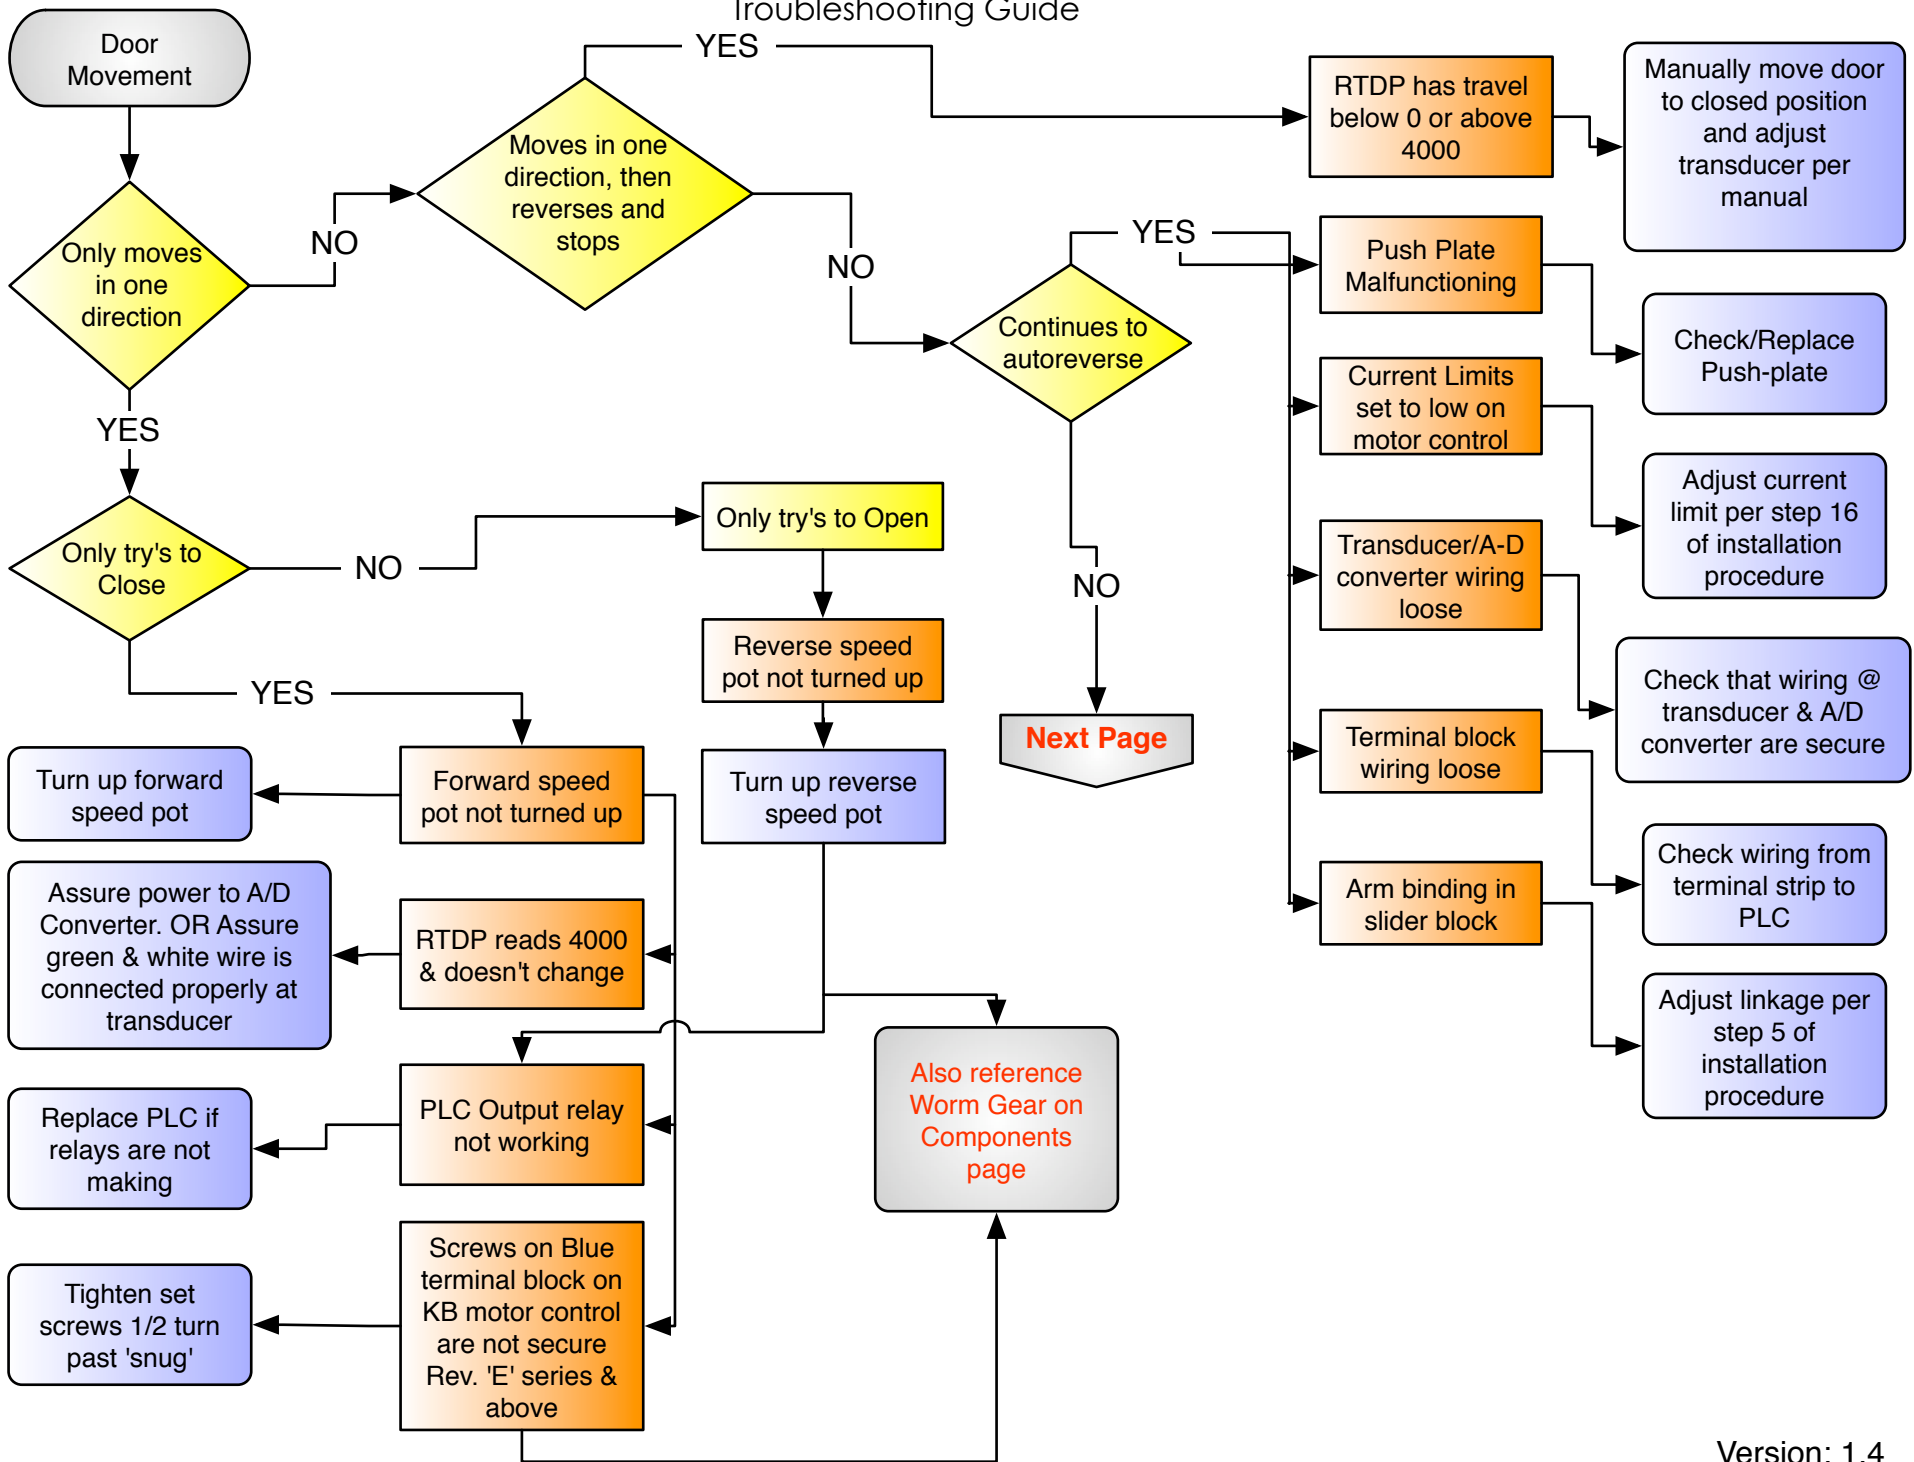 Troubleshooting Guide
Door
Movement
YES
Moves in one
direction, then
reverses and
stops
RTDP has travel
below 0 or above
4000
Manually move door
to closed position
and adjust
transducer per
manual
Only moves
in one
direction
NO
NO
YES
Continues to
autoreverse
Push Plate
Malfunctioning
Check/Replace
Push-plate
Current Limits
set to low on
motor control
Adjust current
limit per step 16
of installation
procedure
Transducer/A-D
converter wiring
loose
Check that wiring @
transducer & A/D
converter are secure
Terminal block
wiring loose
Check wiring from
terminal strip to
PLC
Arm binding in
slider block
Adjust linkage per
step 5 of
installation
procedure
NO
Next Page
YES
Only try's to
Close
NO
Only try's to Open
Reverse speed
pot not turned up
Turn up reverse
speed pot
YES
Forward speed
pot not turned up
Turn up forward
speed pot
RTDP reads 4000
& doesn't change
Assure power to A/D
Converter. OR Assure
green & white wire is
connected properly at
transducer
PLC Output relay
not working
Replace PLC if
relays are not
making
Screws on Blue
terminal block on
KB motor control
are not secure
Rev. 'E' series &
above
Tighten set
screws 1/2 turn
past 'snug'
Also reference
Worm Gear on
Components
page
Version: 1.4